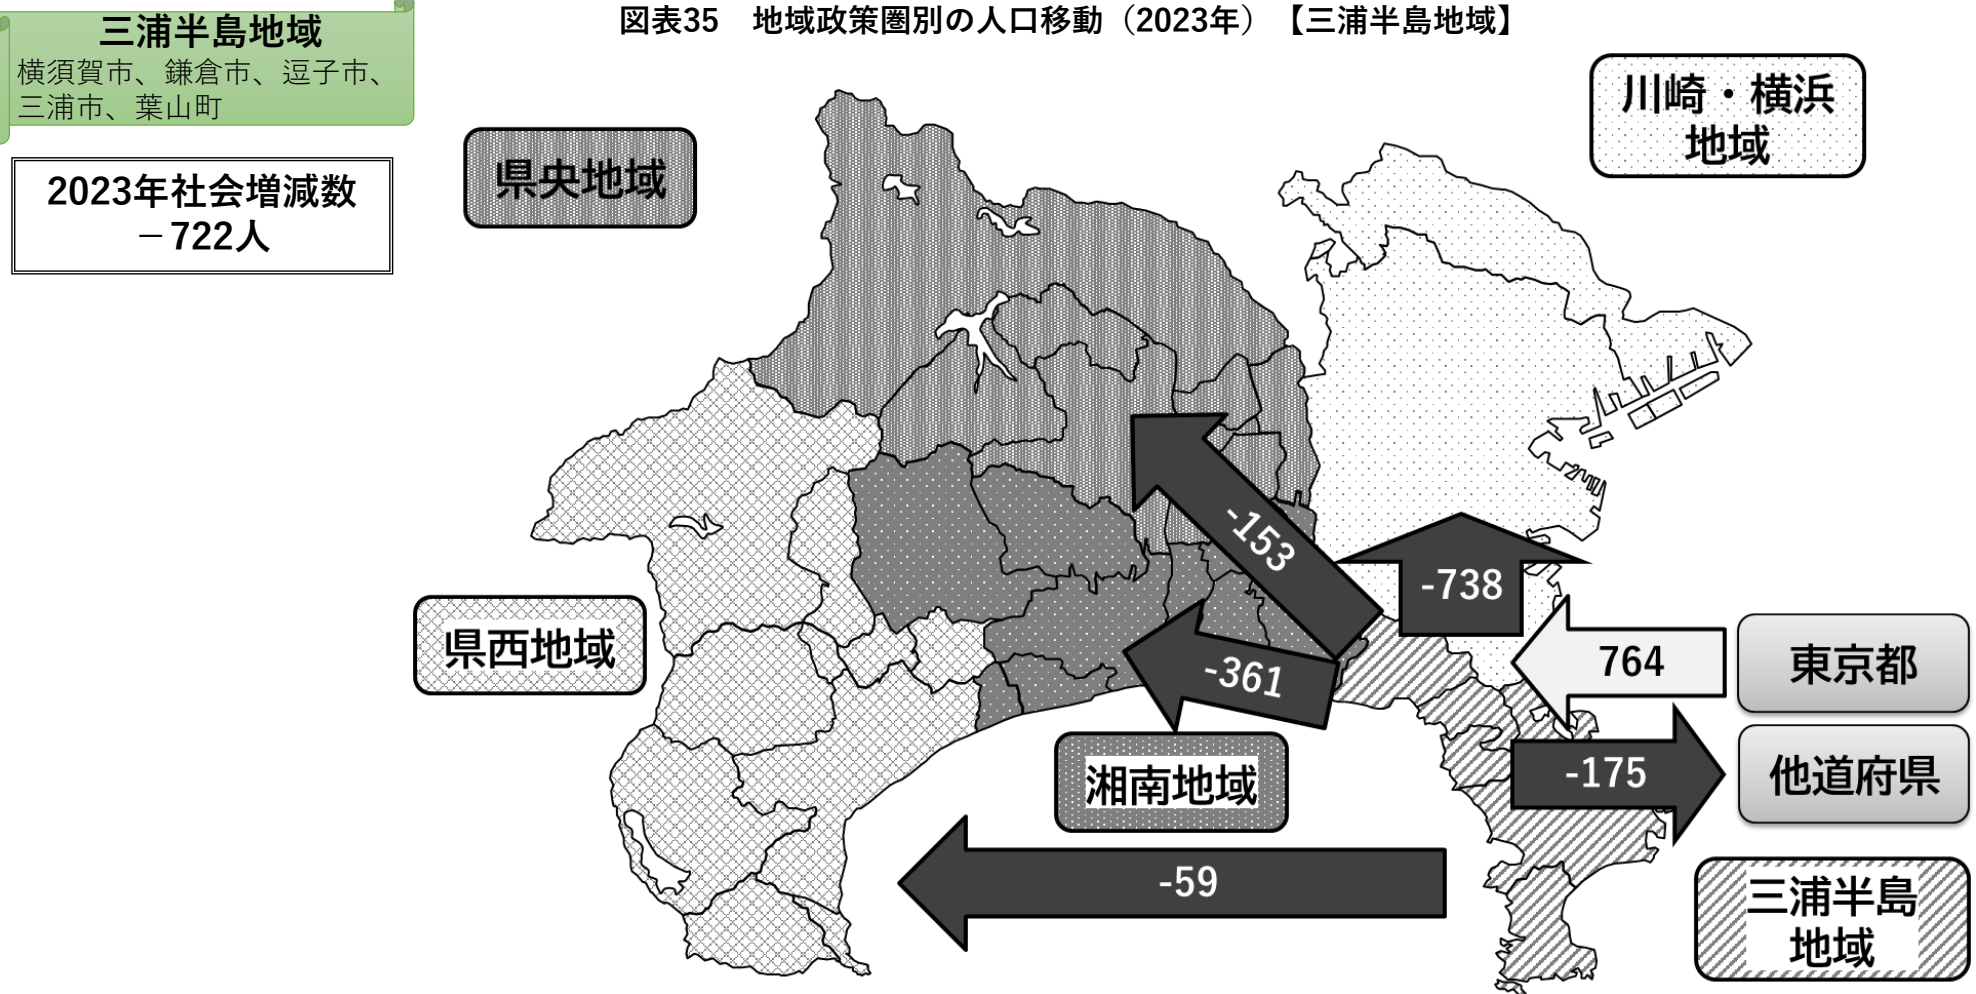 図表35　地域政策圏別の人口移動（2023年）【三浦半島地域】
三浦半島地域
横須賀市、鎌倉市、逗子市、
三浦市、葉山町
2023年社会増減数
－722人
川崎・横浜
地域
県央地域
-153
-738
県西地域
764
東京都
-361
-175
他道府県
湘南地域
-59
三浦半島
地域